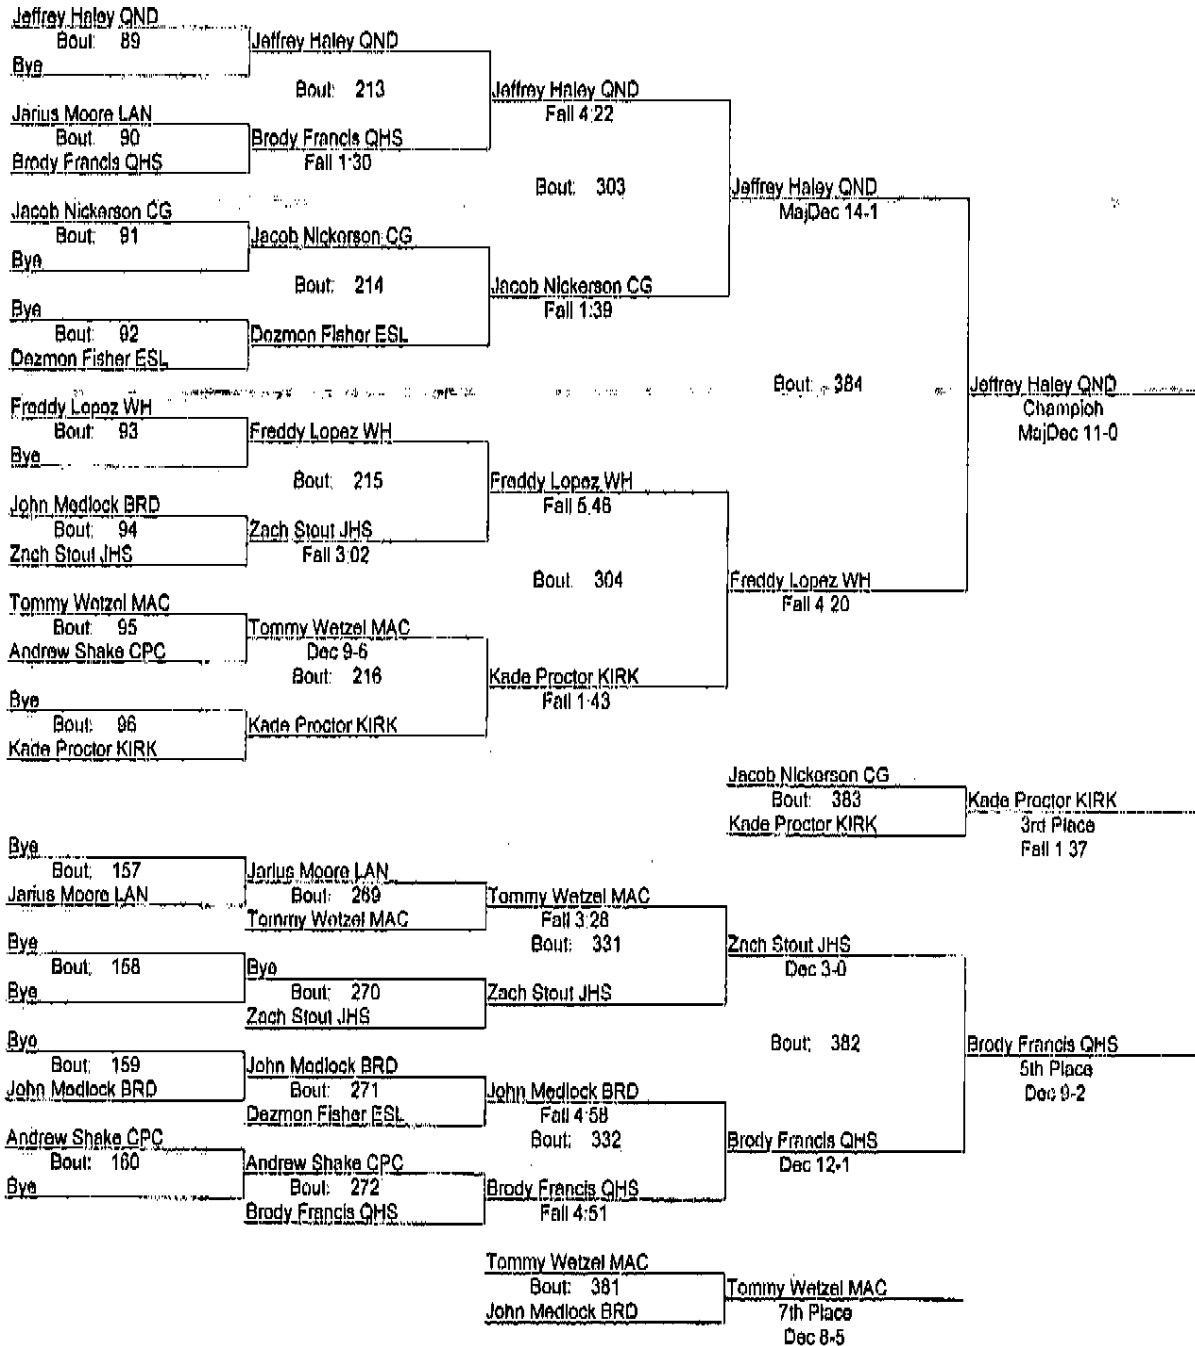 Jeffrey Haley QND
Bout: 89
Bye
Jeffrey Haley QND
Bout: 213
Jarius Moore LAN
Bout: 90
Brody Francis QHS
Brody Francis QHS
Fall 1:30
Jeffrey Haley QND
Fall 4:22
Bout: 303
Jacob Nickerson CG
Bout: 91
Bye
Jacob Nickerson CG
Bout: 214
Bye
Bout: 92
Dezmon Fisher ESL
Dozmon Fisher ESL
Jacob Nickerson CG
Fall 1:39
Jeffrey Haley QND
MajDec 14-1
Bout: 384
Freddy Lopez WH
Bout: 93
Bye
Freddy Lopez WH
Bout: 215
John Medlock BRD
Bout: 94
Zach Stout JHS
Zach Stout JHS
Fall 3:02
Freddy Lopez WH
Fall 5:46
Bout: 304
Tommy Wetzel MAC
Bout: 95
Andrew Shake CPC
Tommy Wetzel MAC
Dec 9-6
Bout: 216
Bye
Bout: 96
Kade Proctor KIRK
Kade Proctor KIRK
Kade Proctor KIRK
Fall 1:43
Freddy Lopez WH
Fall 4 20
Jeffrey Haley QND
Champion
MajDec 11-0
Jacob Nickerson CG
Bout: 383
Kade Proctor KIRK
Kade Proctor KIRK
3rd Place
Fall 1 37
Bye
Bout: 157
Jarius Moore LAN
Jarius Moore LAN
Bout: 269
Tommy Wetzel MAC
Tommy Wetzel MAC
Fall 3:28
Bout: 331
Bye
Bout: 158
Bye
Bye
Bout: 270
Zach Stout JHS
Zach Stout JHS
Zach Stout JHS
Dec 3-0
Bout: 382
Bye
Bout: 159
John Medlock BRD
John Medlock BRD
Bout: 271
Dezmon Fisher ESL
John Medlock BRD
Fall 4:58
Bout: 332
Andrew Shake CPC
Bout: 160
Bye
Andrew Shake CPC
Bout: 272
Brody Francis QHS
Brody Francis QHS
Fall 4:51
Brody Francis QHS
Dec 12-1
Brody Francis QHS
5th Place
Dec 9-2
Tommy Wetzel MAC
Bout: 381
John Medlock BRD
Tommy Wetzel MAC
7th Place
Dec 8-5